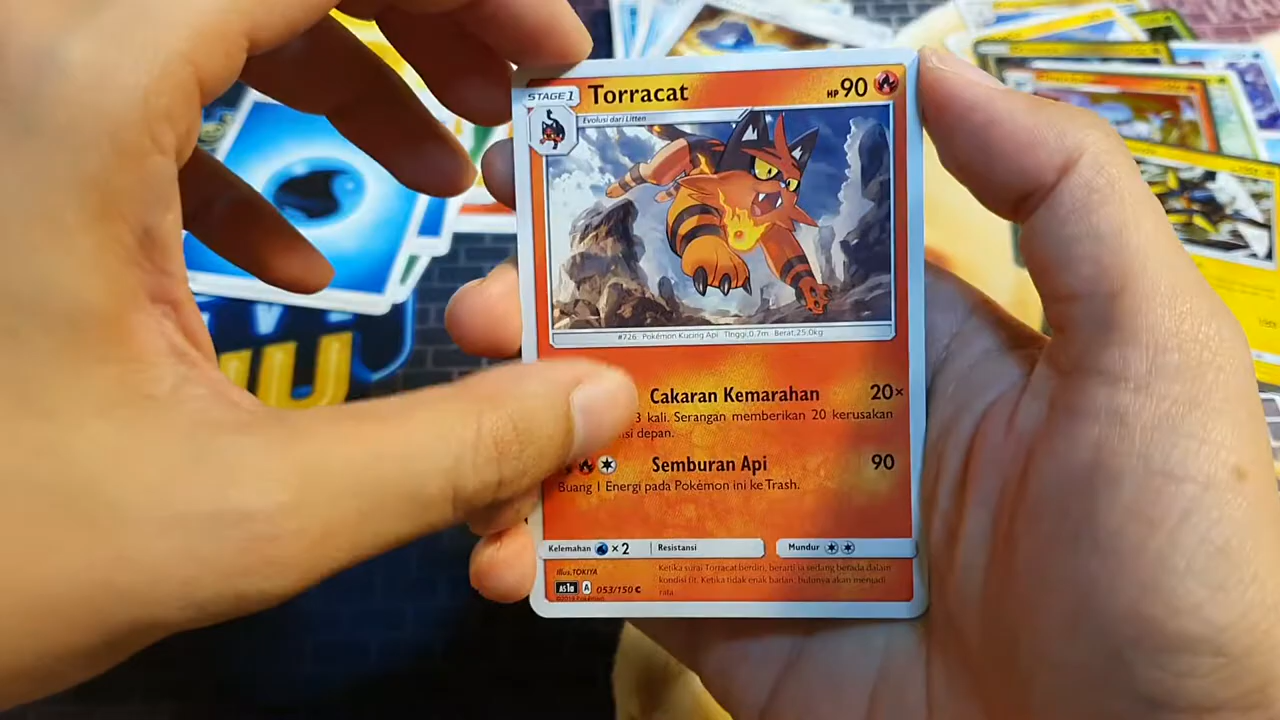 STAGE 1 Torracat HP 90
Evolusi dari Litten
#726 Pokémon Kucing Api Tinggi,0.7m Berat,25.0kg
Cakaran Kemarahan 20×
3 kali. Serangan memberikan 20 kerusakan
depan.
Semburan Api 90
Buang 1 Energi pada Pokémon ini ke Trash.
Kelemahan × 2 Resistansi Mundur
Illus. TOKIYA
Ketika surai Torracat berdiri, berarti ia sedang berada dalam
kondisi fit. Ketika tidak enak badan, bulunya akan menjadi
rata.
AS1a A 053/150 C